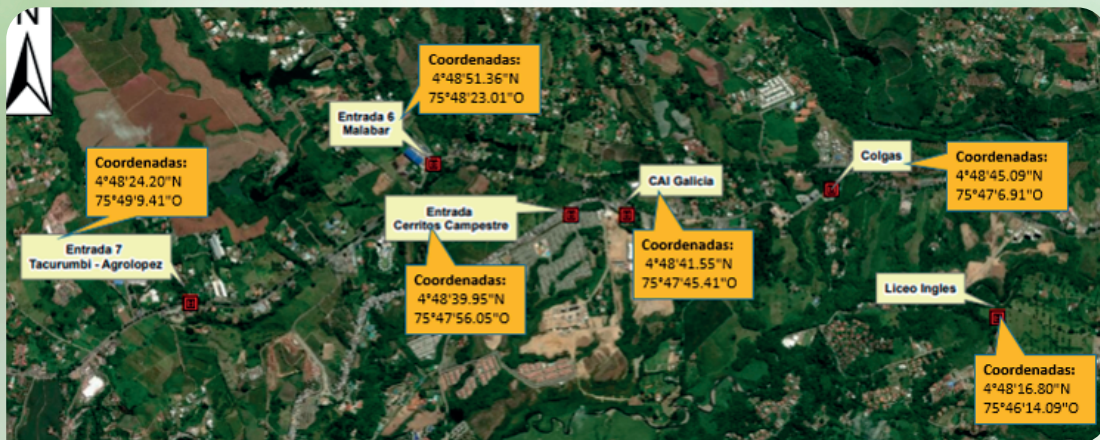 N
Coordenadas:
4°48'51.36"N
75°48'23.01"O
Entrada 6
Malabar
Coordenadas:
4°48'24.20"N
75°49'9.41"O
Entrada 7
Tacurumbi - Agrolopez
Entrada
Cerritos Campestre
Coordenadas:
4°48'39.95"N
75°47'56.05"O
CAI Galicia
Coordenadas:
4°48'41.55"N
75°47'45.41"O
Colgas
Coordenadas:
4°48'45.09"N
75°47'6.91"O
Liceo Ingles
Coordenadas:
4°48'16.80"N
75°46'14.09"O